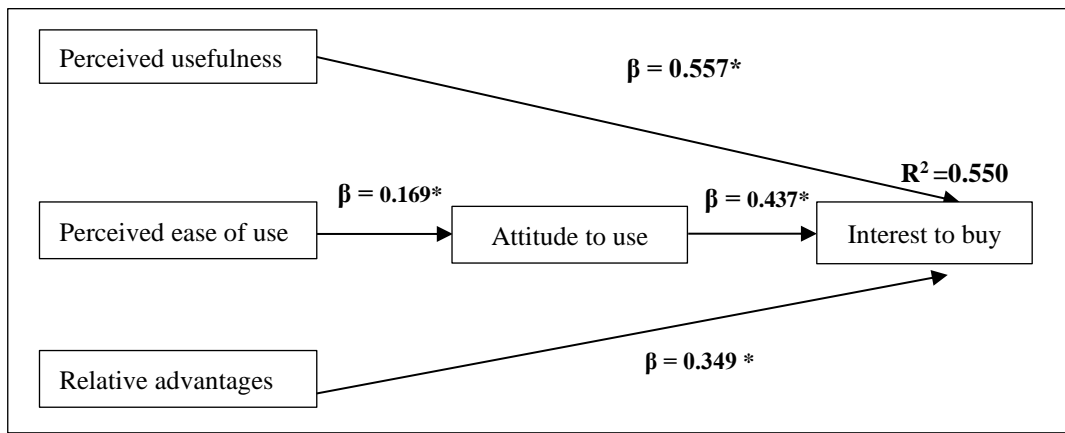 Perceived usefulness
β = 0.557*
R² =0.550
β = 0.169*
β = 0.437*
Perceived ease of use
Attitude to use
Interest to buy
β = 0.349 *
Relative advantages